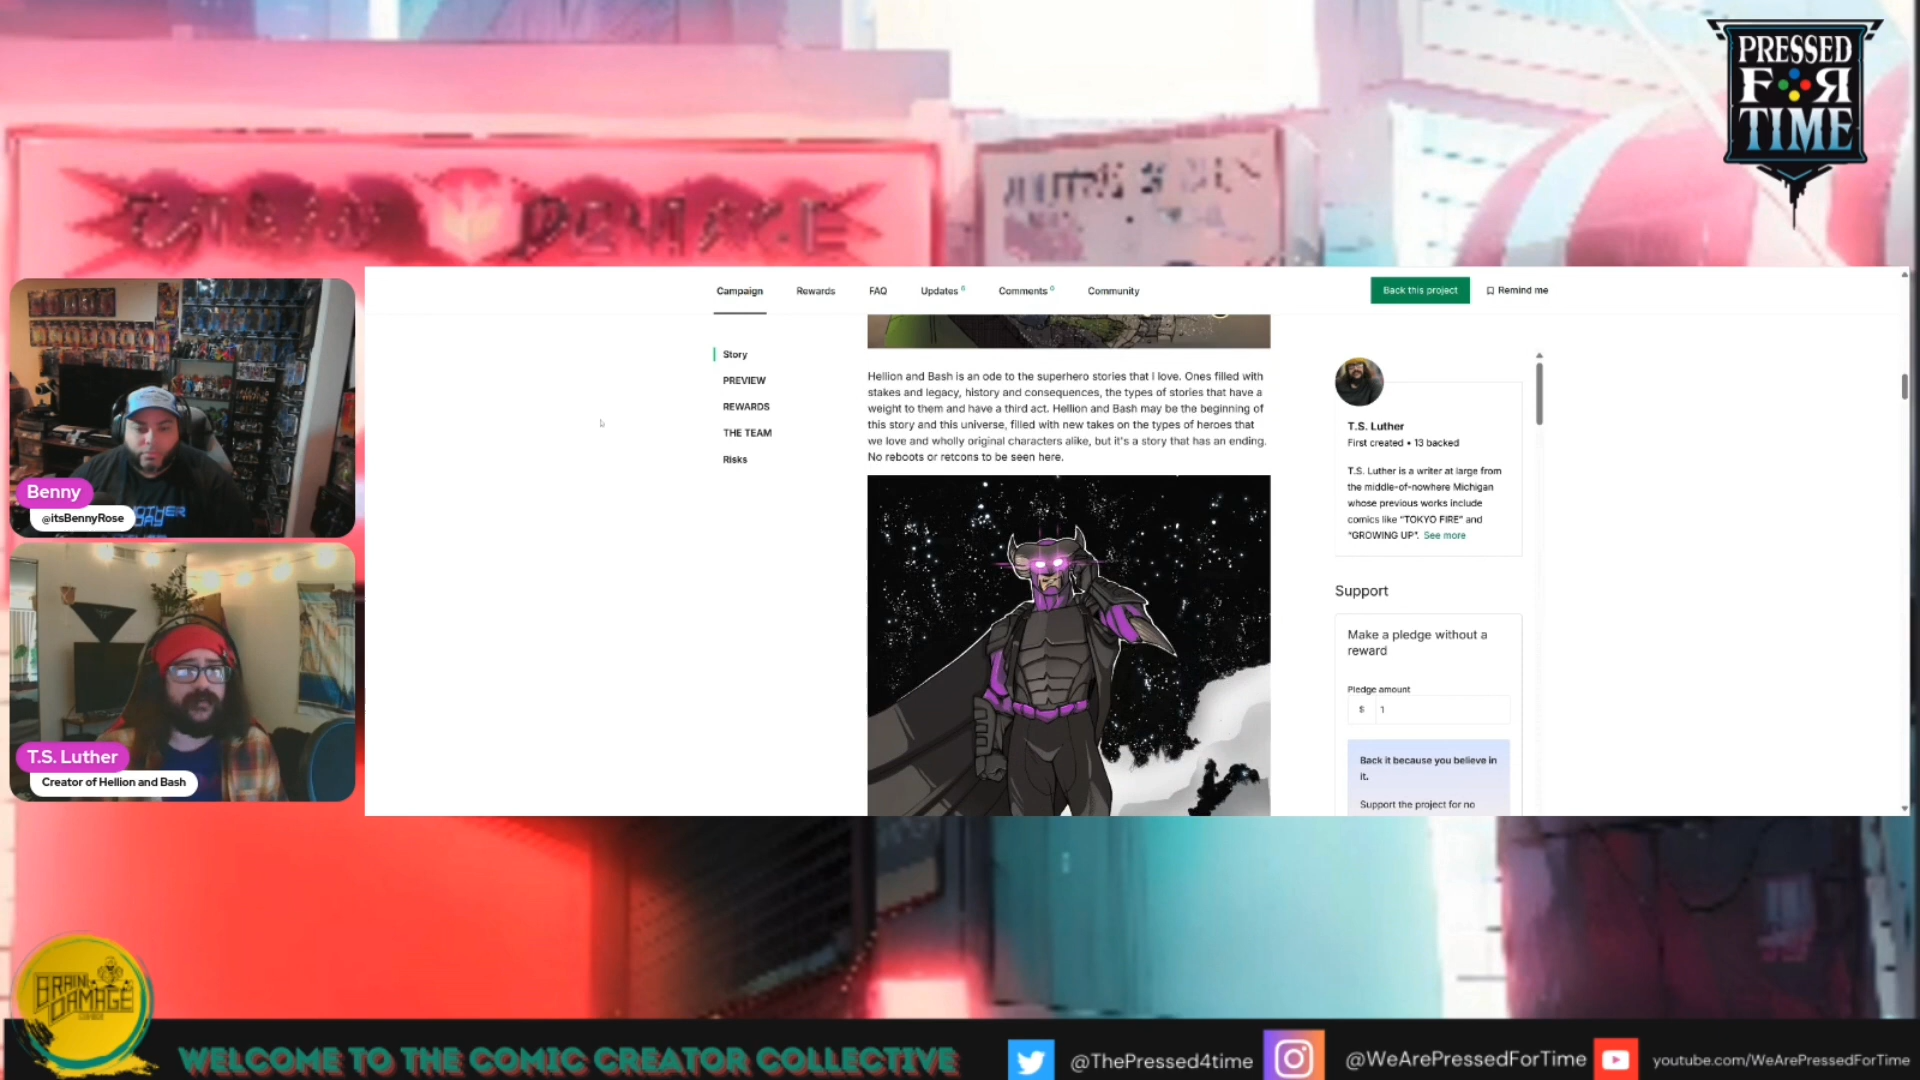 PRESSED
FOR
TIME
Campaign
Rewards
FAQ
Updates 6
Comments 0
Community
Back this project
Remind me
Story
PREVIEW
REWARDS
THE TEAM
Risks
Hellion and Bash is an ode to the superhero stories that I love. Ones filled with
stakes and legacy, history and consequences, the types of stories that have a
weight to them and have a third act. Hellion and Bash may be the beginning of
this story and this universe, filled with new takes on the types of heroes that
we love and wholly original characters alike, but it's a story that has an ending.
No reboots or retcons to be seen here.
T.S. Luther
First created • 13 backed
T.S. Luther is a writer at large from
the middle-of-nowhere Michigan
whose previous works include
comics like "TOKYO FIRE" and
"GROWING UP". See more
Support
Make a pledge without a
reward
Pledge amount
$ 1
Back it because you believe in
it.
Support the project for no
Benny
@itsBennyRose
T.S. Luther
Creator of Hellion and Bash
BRAIN
DAMAGE
WELCOME TO THE COMIC CREATOR COLLECTIVE
@ThePressed4time
@WeArePressedForTime
youtube.com/WeArePressedForTime